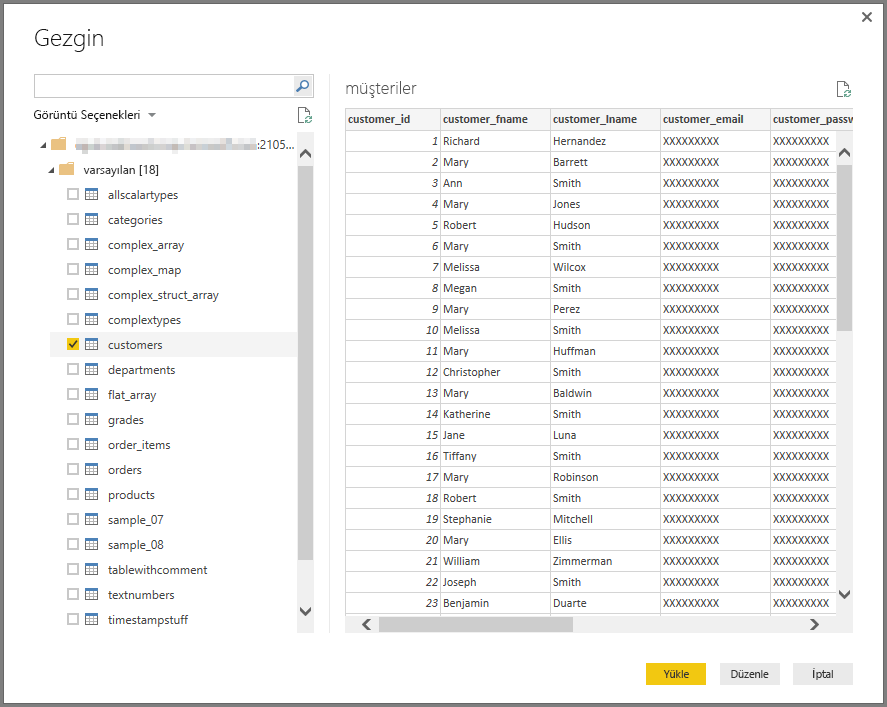 Gezgin
Görüntü Seçenekleri
:2105...
varsayılan [18]
allscalartypes
categories
complex_array
complex_map
complex_struct_array
complextypes
customers
departments
flat_array
grades
order_items
orders
products
sample_07
sample_08
tablewithcomment
textnumbers
timestampstuff
müşteriler
customer_id customer_fname customer_lname customer_email customer_passw
1 Richard Hernandez XXXXXXXXX XXXXXXXXX
2 Mary Barrett XXXXXXXXX XXXXXXXXX
3 Ann Smith XXXXXXXXX XXXXXXXXX
4 Mary Jones XXXXXXXXX XXXXXXXXX
5 Robert Hudson XXXXXXXXX XXXXXXXXX
6 Mary Smith XXXXXXXXX XXXXXXXXX
7 Melissa Wilcox XXXXXXXXX XXXXXXXXX
8 Megan Smith XXXXXXXXX XXXXXXXXX
9 Mary Perez XXXXXXXXX XXXXXXXXX
10 Melissa Smith XXXXXXXXX XXXXXXXXX
11 Mary Huffman XXXXXXXXX XXXXXXXXX
12 Christopher Smith XXXXXXXXX XXXXXXXXX
13 Mary Baldwin XXXXXXXXX XXXXXXXXX
14 Katherine Smith XXXXXXXXX XXXXXXXXX
15 Jane Luna XXXXXXXXX XXXXXXXXX
16 Tiffany Smith XXXXXXXXX XXXXXXXXX
17 Mary Robinson XXXXXXXXX XXXXXXXXX
18 Robert Smith XXXXXXXXX XXXXXXXXX
19 Stephanie Mitchell XXXXXXXXX XXXXXXXXX
20 Mary Ellis XXXXXXXXX XXXXXXXXX
21 William Zimmerman XXXXXXXXX XXXXXXXXX
22 Joseph Smith XXXXXXXXX XXXXXXXXX
23 Benjamin Duarte XXXXXXXXX XXXXXXXXX
Yükle Düzenle İptal